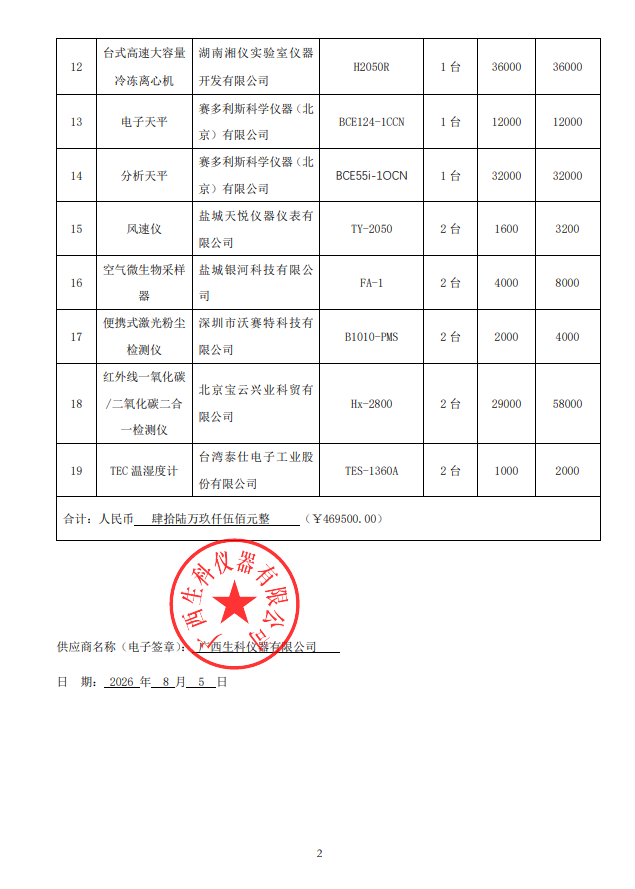 12 台式高速大容量冷冻离心机 湖南湘仪实验室仪器开发有限公司 H2050R 1 台 36000 36000
13 电子天平 赛多利斯科学仪器（北京）有限公司 BCE124-1CCN 1 台 12000 12000
14 分析天平 赛多利斯科学仪器（北京）有限公司 BCE55i-1OCN 1 台 32000 32000
15 风速仪 盐城天悦仪器仪表有限公司 TY-2050 2 台 1600 3200
16 空气微生物采样器 盐城银河科技有限公司 FA-1 2 台 4000 8000
17 便携式激光粉尘检测仪 深圳市沃赛特科技有限公司 B1010-PMS 2 台 2000 4000
18 红外线一氧化碳/二氧化碳二合一检测仪 北京宝云兴业科贸有限公司 Hx-2800 2 台 29000 58000
19 TEC 温湿度计 台湾泰仕电子工业股份有限公司 TES-1360A 2 台 1000 2000
合计：人民币 肆拾陆万玖仟伍佰元整 （￥469500.00）
广西生科仪器有限公司
供应商名称（电子签章）：广西生科仪器有限公司
日 期：2026 年 8 月 5 日
2